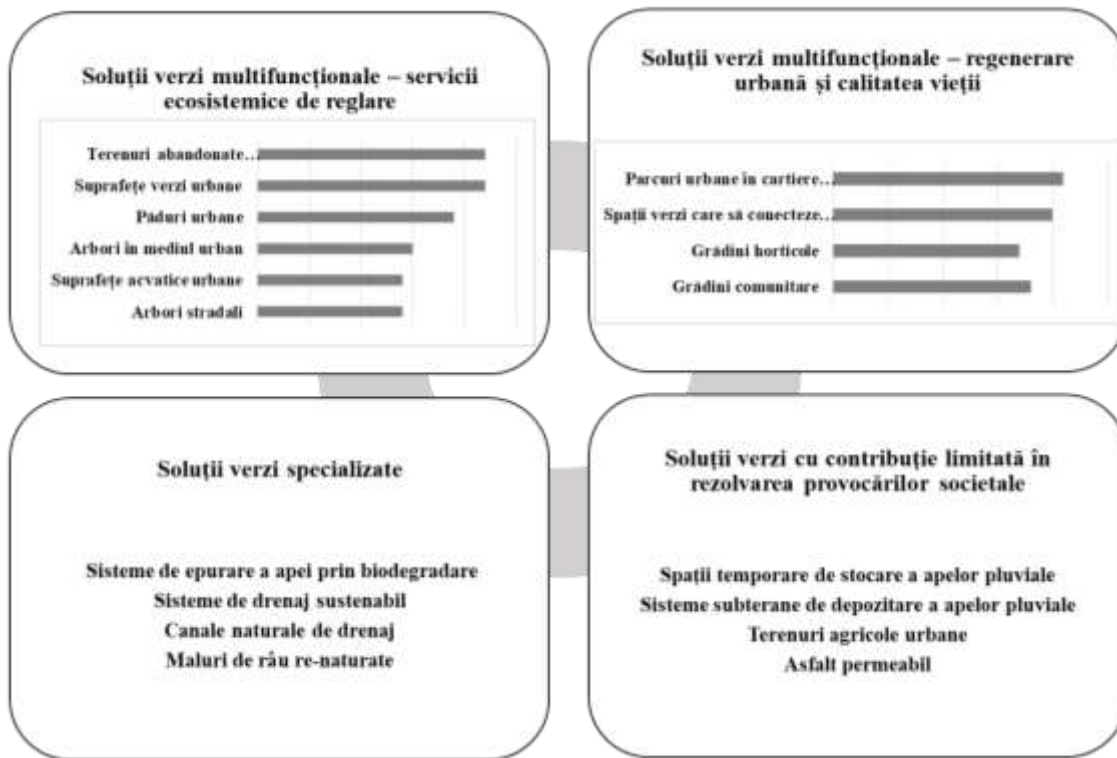 Soluții verzi multifuncționale – servicii
ecosistemice de reglare
Terenuri abandonate…
Suprafețe verzi urbane
Păduri urbane
Arbori în mediul urban
Suprafețe acvatice urbane
Arbori stradali
Soluții verzi multifuncționale – regenerare
urbană și calitatea vieții
Parcuri urbane în cartiere…
Spații verzi care să conecteze…
Grădini horticole
Grădini comunitare
Soluții verzi specializate
Sisteme de epurare a apei prin biodegradare
Sisteme de drenaj sustenabil
Canale naturale de drenaj
Maluri de râu re-naturate
Soluții verzi cu contribuție limitată în
rezolvarea provocărilor societale
Spații temporare de stocare a apelor pluviale
Sisteme subterane de depozitare a apelor pluviale
Terenuri agricole urbane
Asfalt permeabil